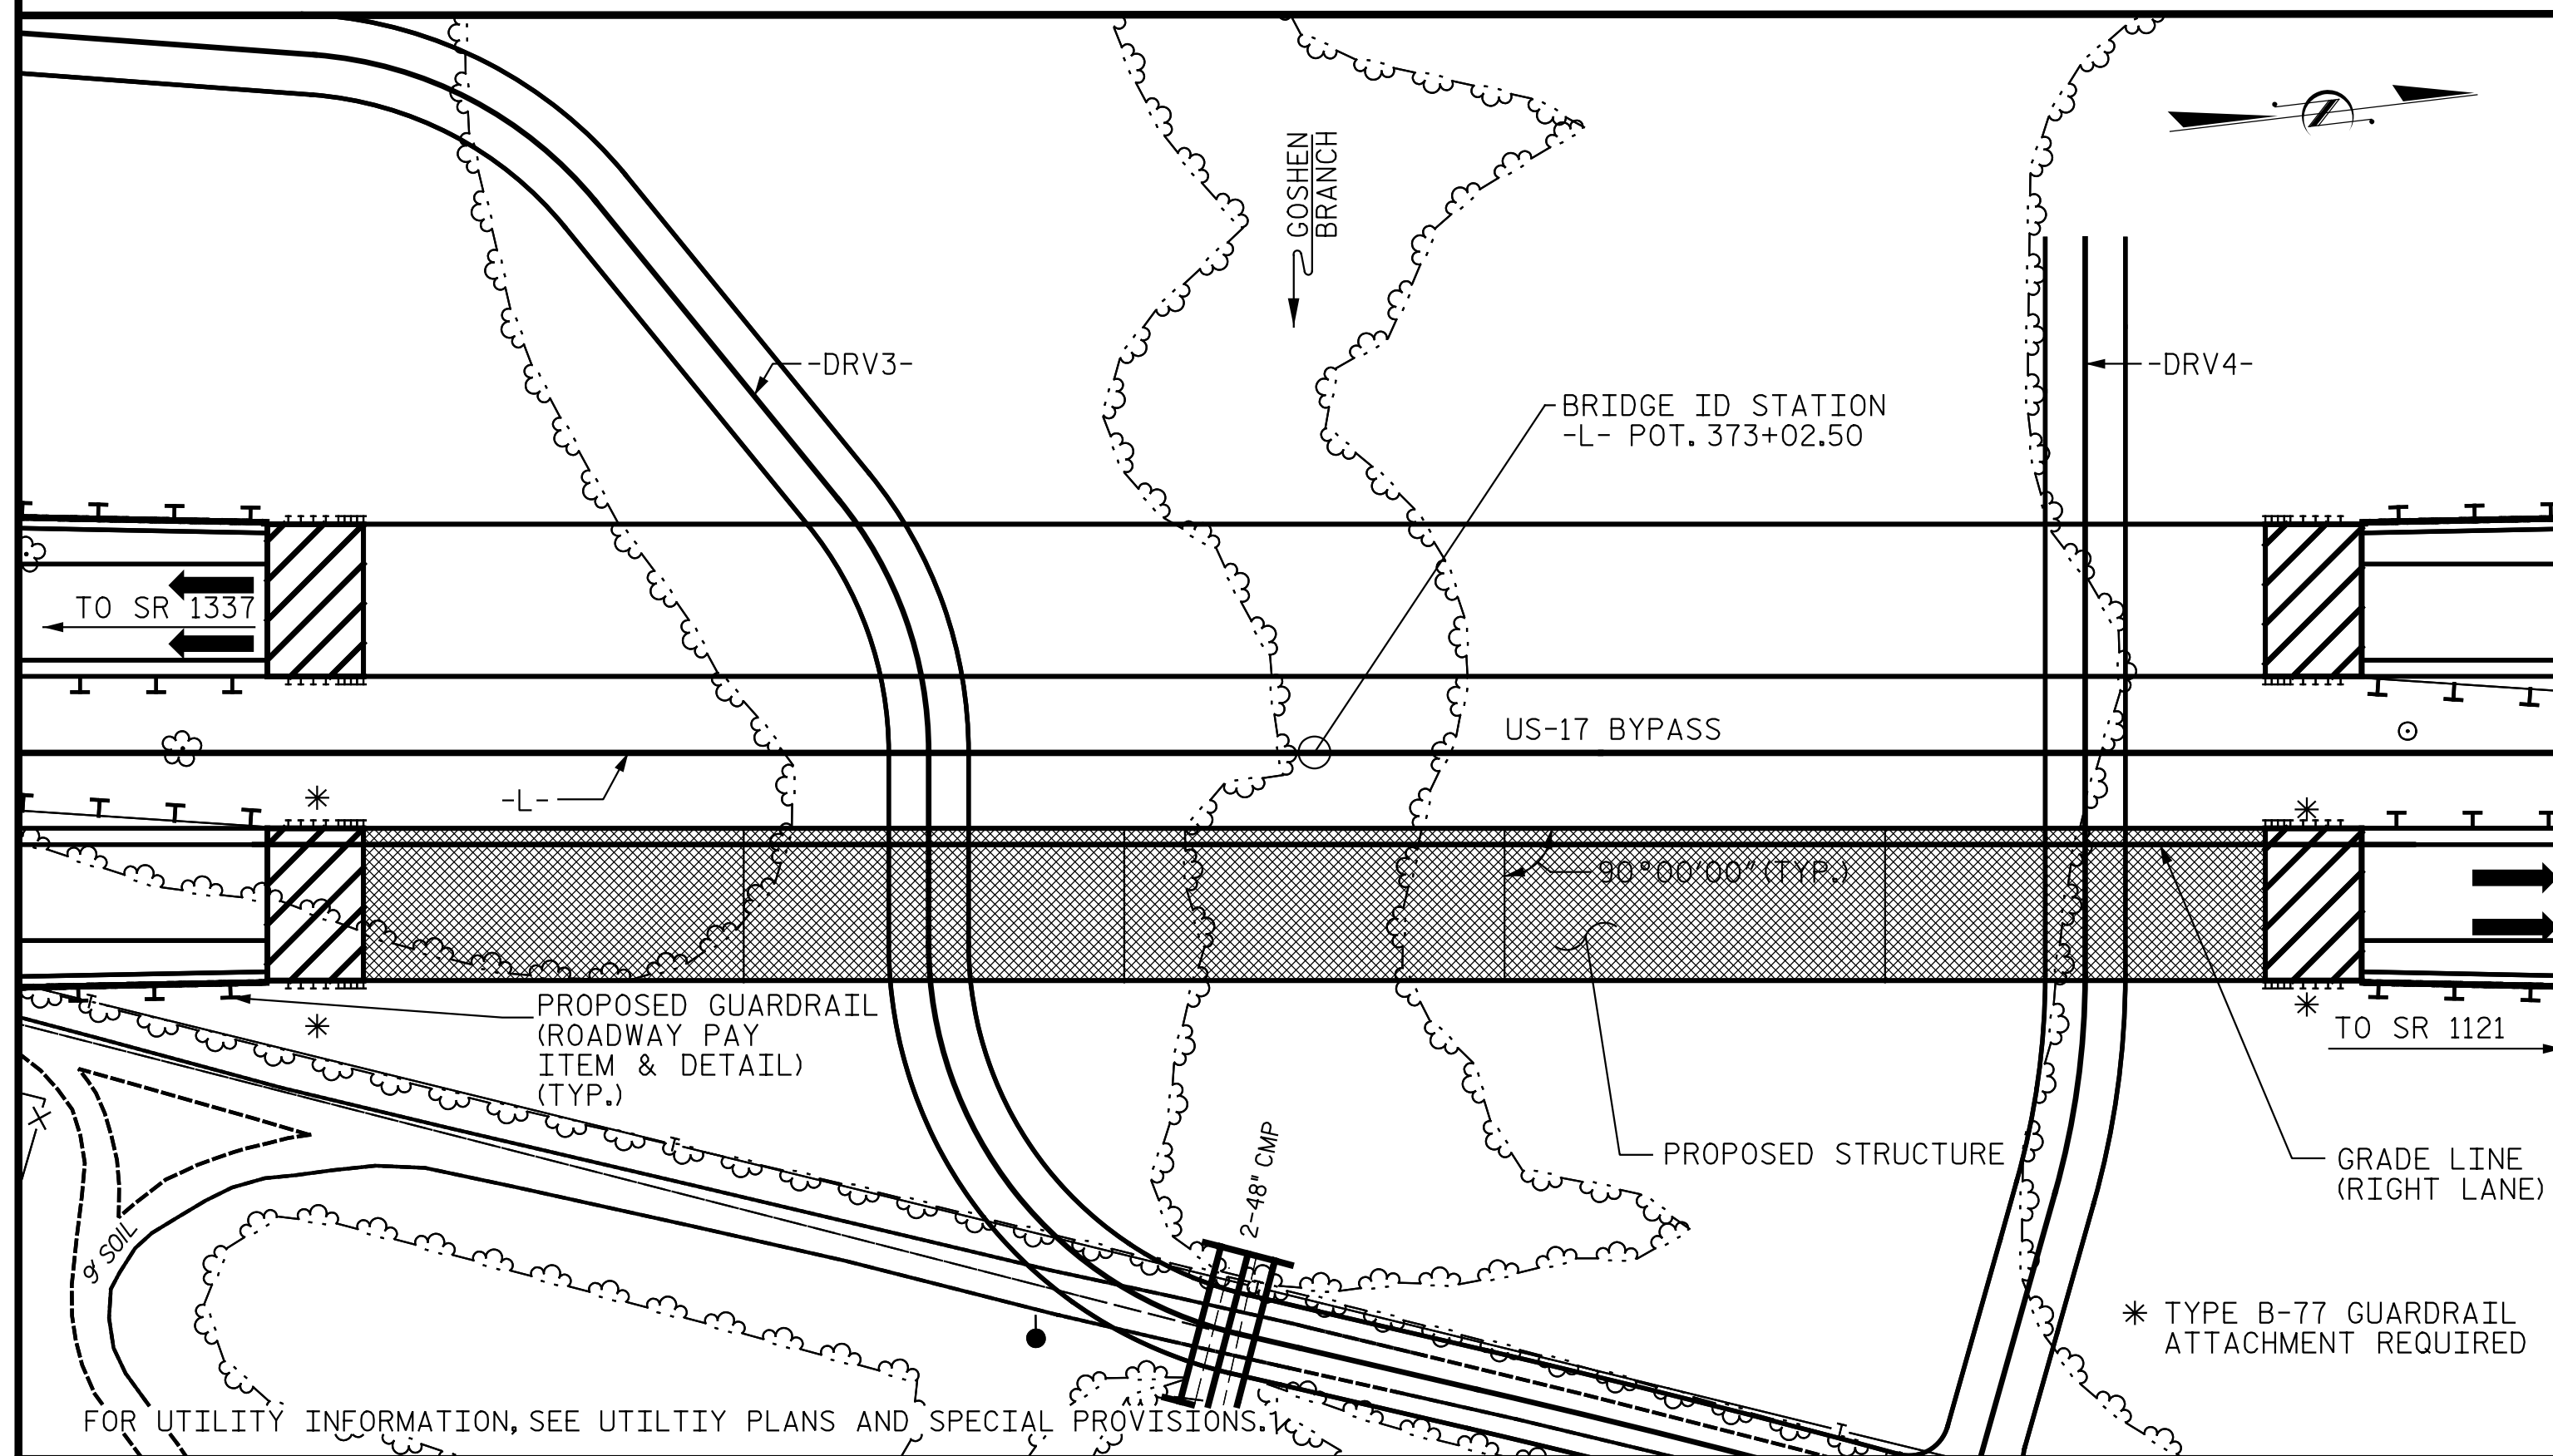 GOSHEN
BRANCH
-DRV3-
-DRV4-
BRIDGE ID STATION
-L- POT. 373+02.50
TO SR 1337
US-17 BYPASS
-L-
90°00'00" (TYP.)
PROPOSED GUARDRAIL
(ROADWAY PAY
ITEM & DETAIL)
(TYP.)
TO SR 1121
2-48" CMP
PROPOSED STRUCTURE
GRADE LINE
(RIGHT LANE)
9' SOIL
* TYPE B-77 GUARDRAIL
ATTACHMENT REQUIRED
FOR UTILITIY INFORMATION, SEE UTILTIY PLANS AND SPECIAL PROVISIONS.